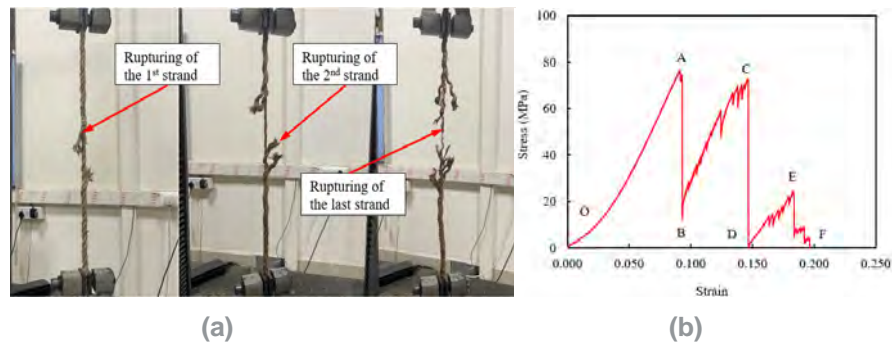 Rupturing of
the 1st strand
Rupturing of
the 2nd strand
Rupturing of
the last strand
(a)
100
80
60
40
20
0
Stress (MPa)
O
A
B
C
D
E
F
0.000
0.050
0.100
0.150
0.200
0.250
Strain
(b)